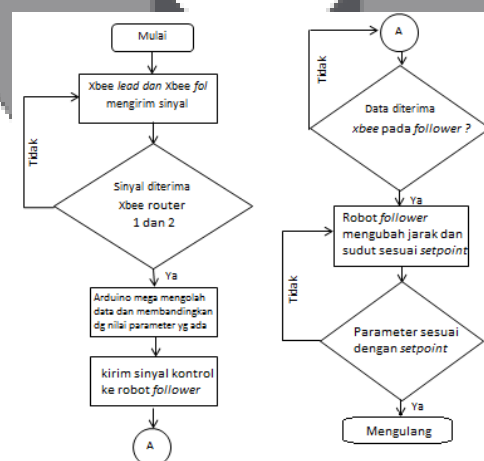 Mulai
Xbee lead dan Xbee fol
mengirim sinyal
Tidak
Sinyal diterima
Xbee router
1 dan 2
Ya
Arduino mega mengolah
data dan membandingkan
dg nilai parameter yg ada
kirim sinyal kontrol
ke robot follower
A
A
Tidak
Data diterima
xbee pada follower ?
Ya
Robot follower
mengubah jarak dan
sudut sesuai setpoint
Tidak
Parameter sesuai
dengan setpoint
Ya
Mengulang